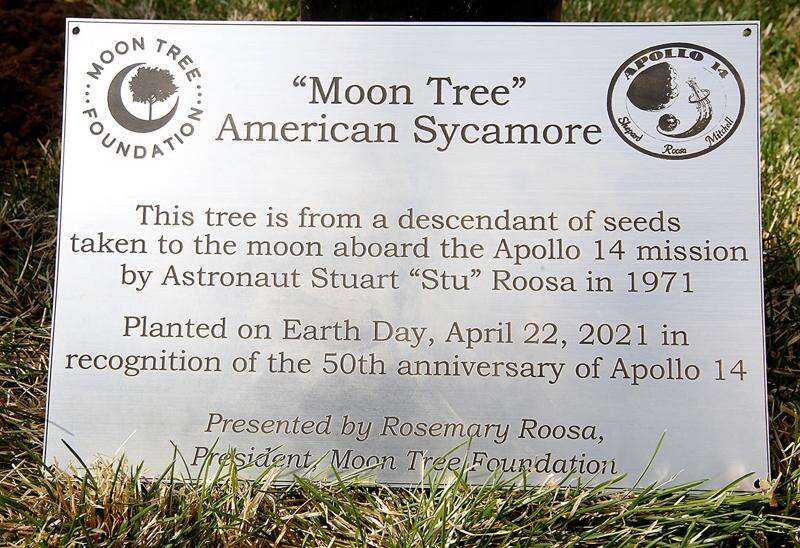 MOON TREE
FOUNDATION
APOLLO 14
Shepard Roosa Mitchell
“Moon Tree”
American Sycamore
This tree is from a descendant of seeds
taken to the moon aboard the Apollo 14 mission
by Astronaut Stuart “Stu” Roosa in 1971
Planted on Earth Day, April 22, 2021 in
recognition of the 50th anniversary of Apollo 14
Presented by Rosemary Roosa,
President, Moon Tree Foundation